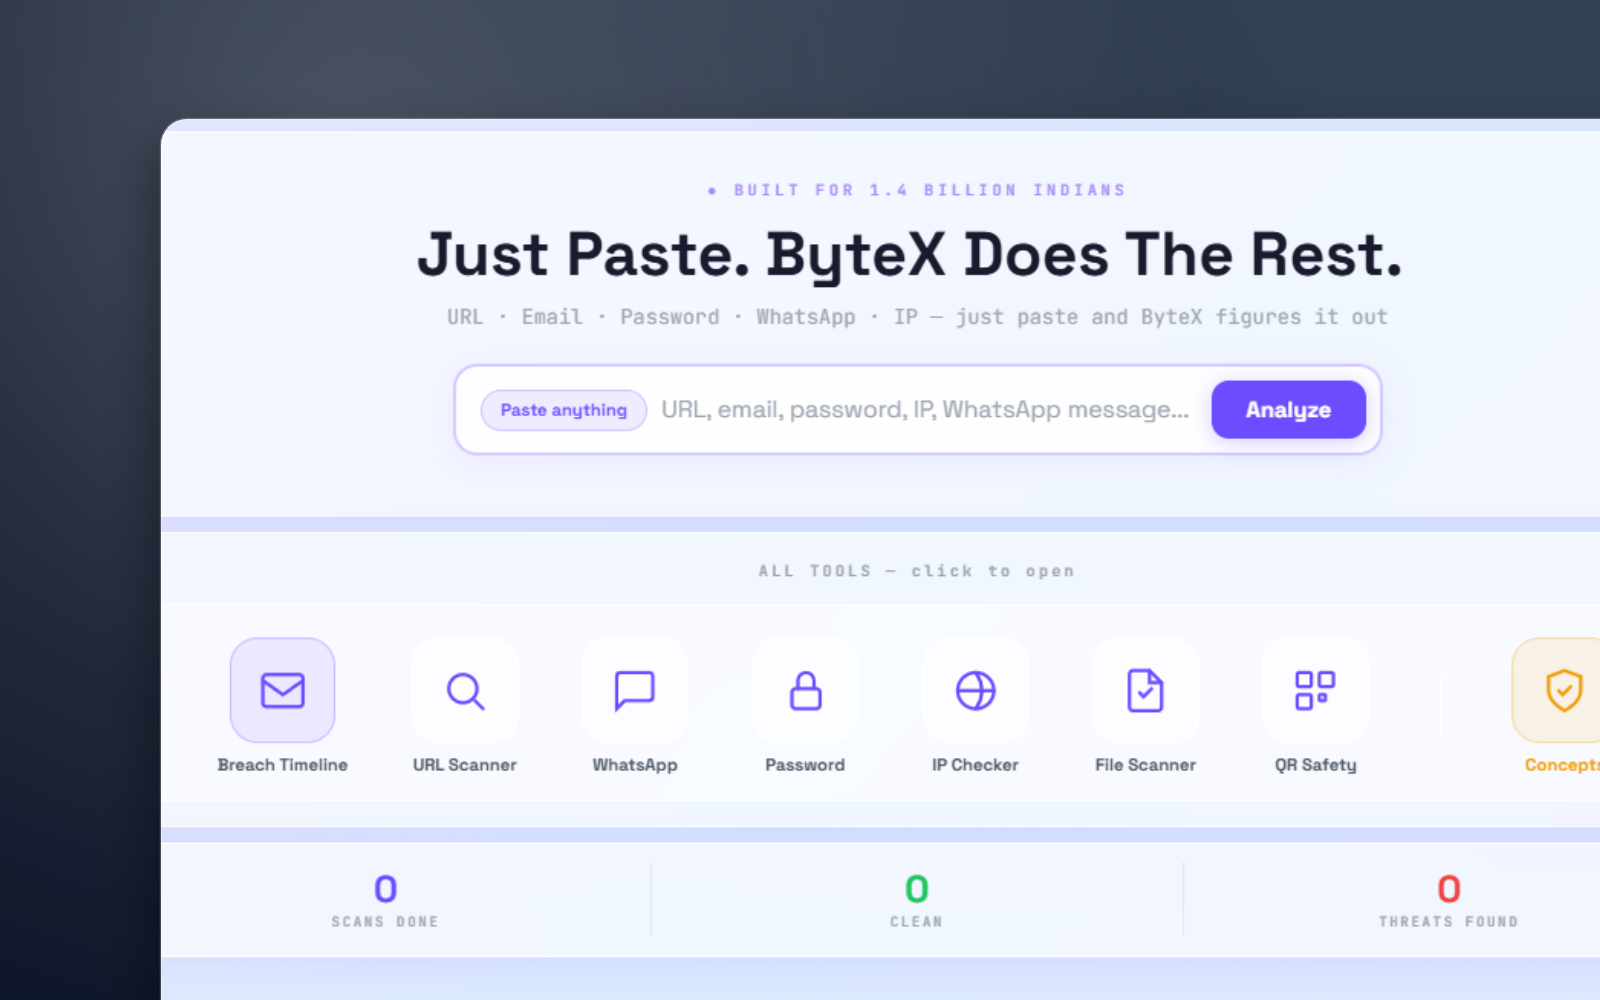 • BUILT FOR 1.4 BILLION INDIANS
Just Paste. ByteX Does The Rest.
URL · Email · Password · WhatsApp · IP — just paste and ByteX figures it out
Paste anything URL, email, password, IP, WhatsApp message... Analyze
ALL TOOLS — click to open
Breach Timeline URL Scanner WhatsApp Password IP Checker File Scanner QR Safety Concepts
0 0 0
SCANS DONE CLEAN THREATS FOUND